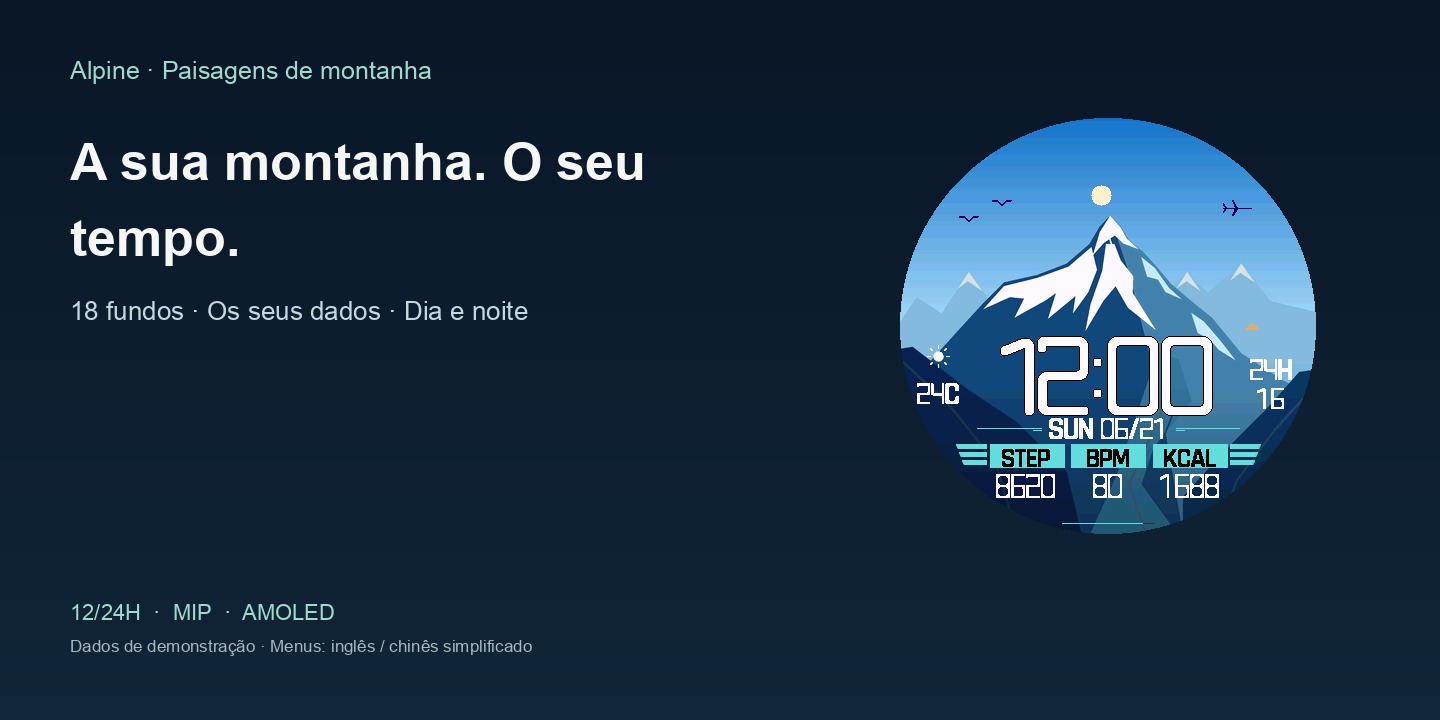 Alpine · Paisagens de montanha
A sua montanha. O seu
tempo.
18 fundos · Os seus dados · Dia e noite
12:00
24C
24H
16
SUN 06/21
STEP BPM KCAL
8620 80 1688
12/24H · MIP · AMOLED
Dados de demonstração · Menus: inglês / chinês simplificado